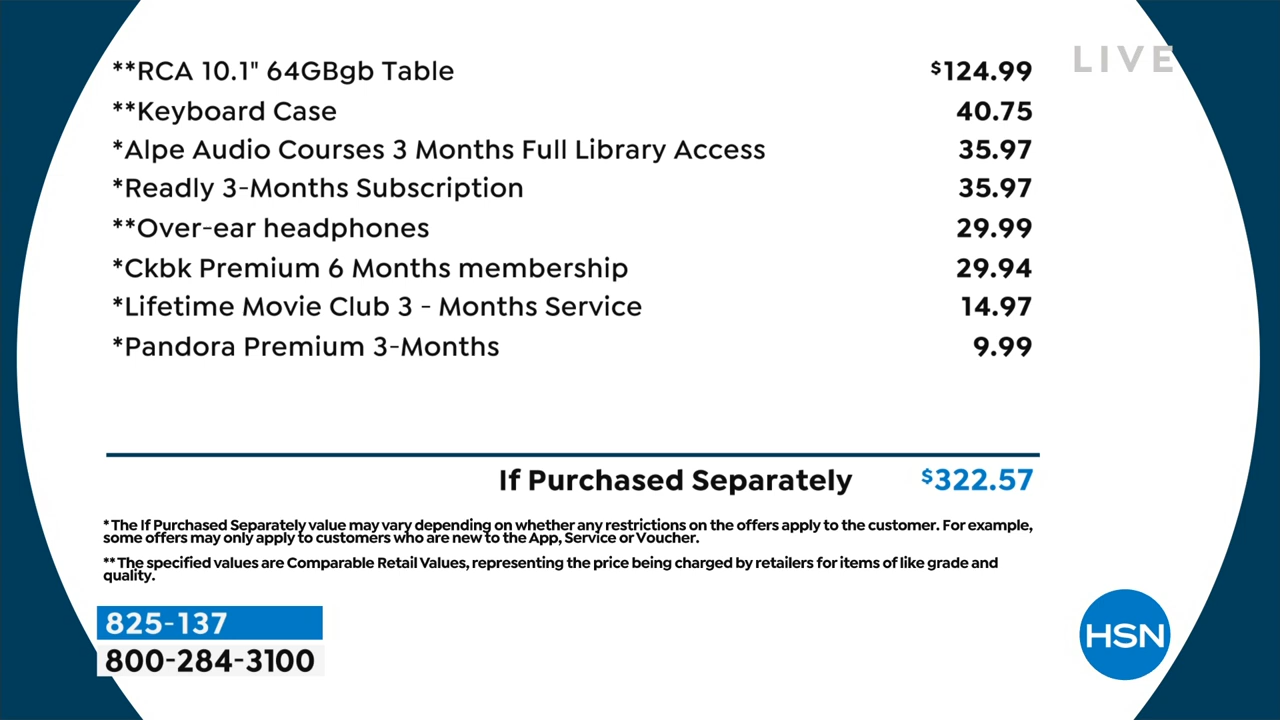 **RCA 10.1" 64GBgb Table $124.99
LIVE
**Keyboard Case 40.75
*Alpe Audio Courses 3 Months Full Library Access 35.97
*Readly 3-Months Subscription 35.97
**Over-ear headphones 29.99
*Ckbk Premium 6 Months membership 29.94
*Lifetime Movie Club 3 - Months Service 14.97
*Pandora Premium 3-Months 9.99
If Purchased Separately $322.57
* The If Purchased Separately value may vary depending on whether any restrictions on the offers apply to the customer. For example,
some offers may only apply to customers who are new to the App, Service or Voucher.
** The specified values are Comparable Retail Values, representing the price being charged by retailers for items of like grade and
quality.
825-137
800-284-3100
HSN